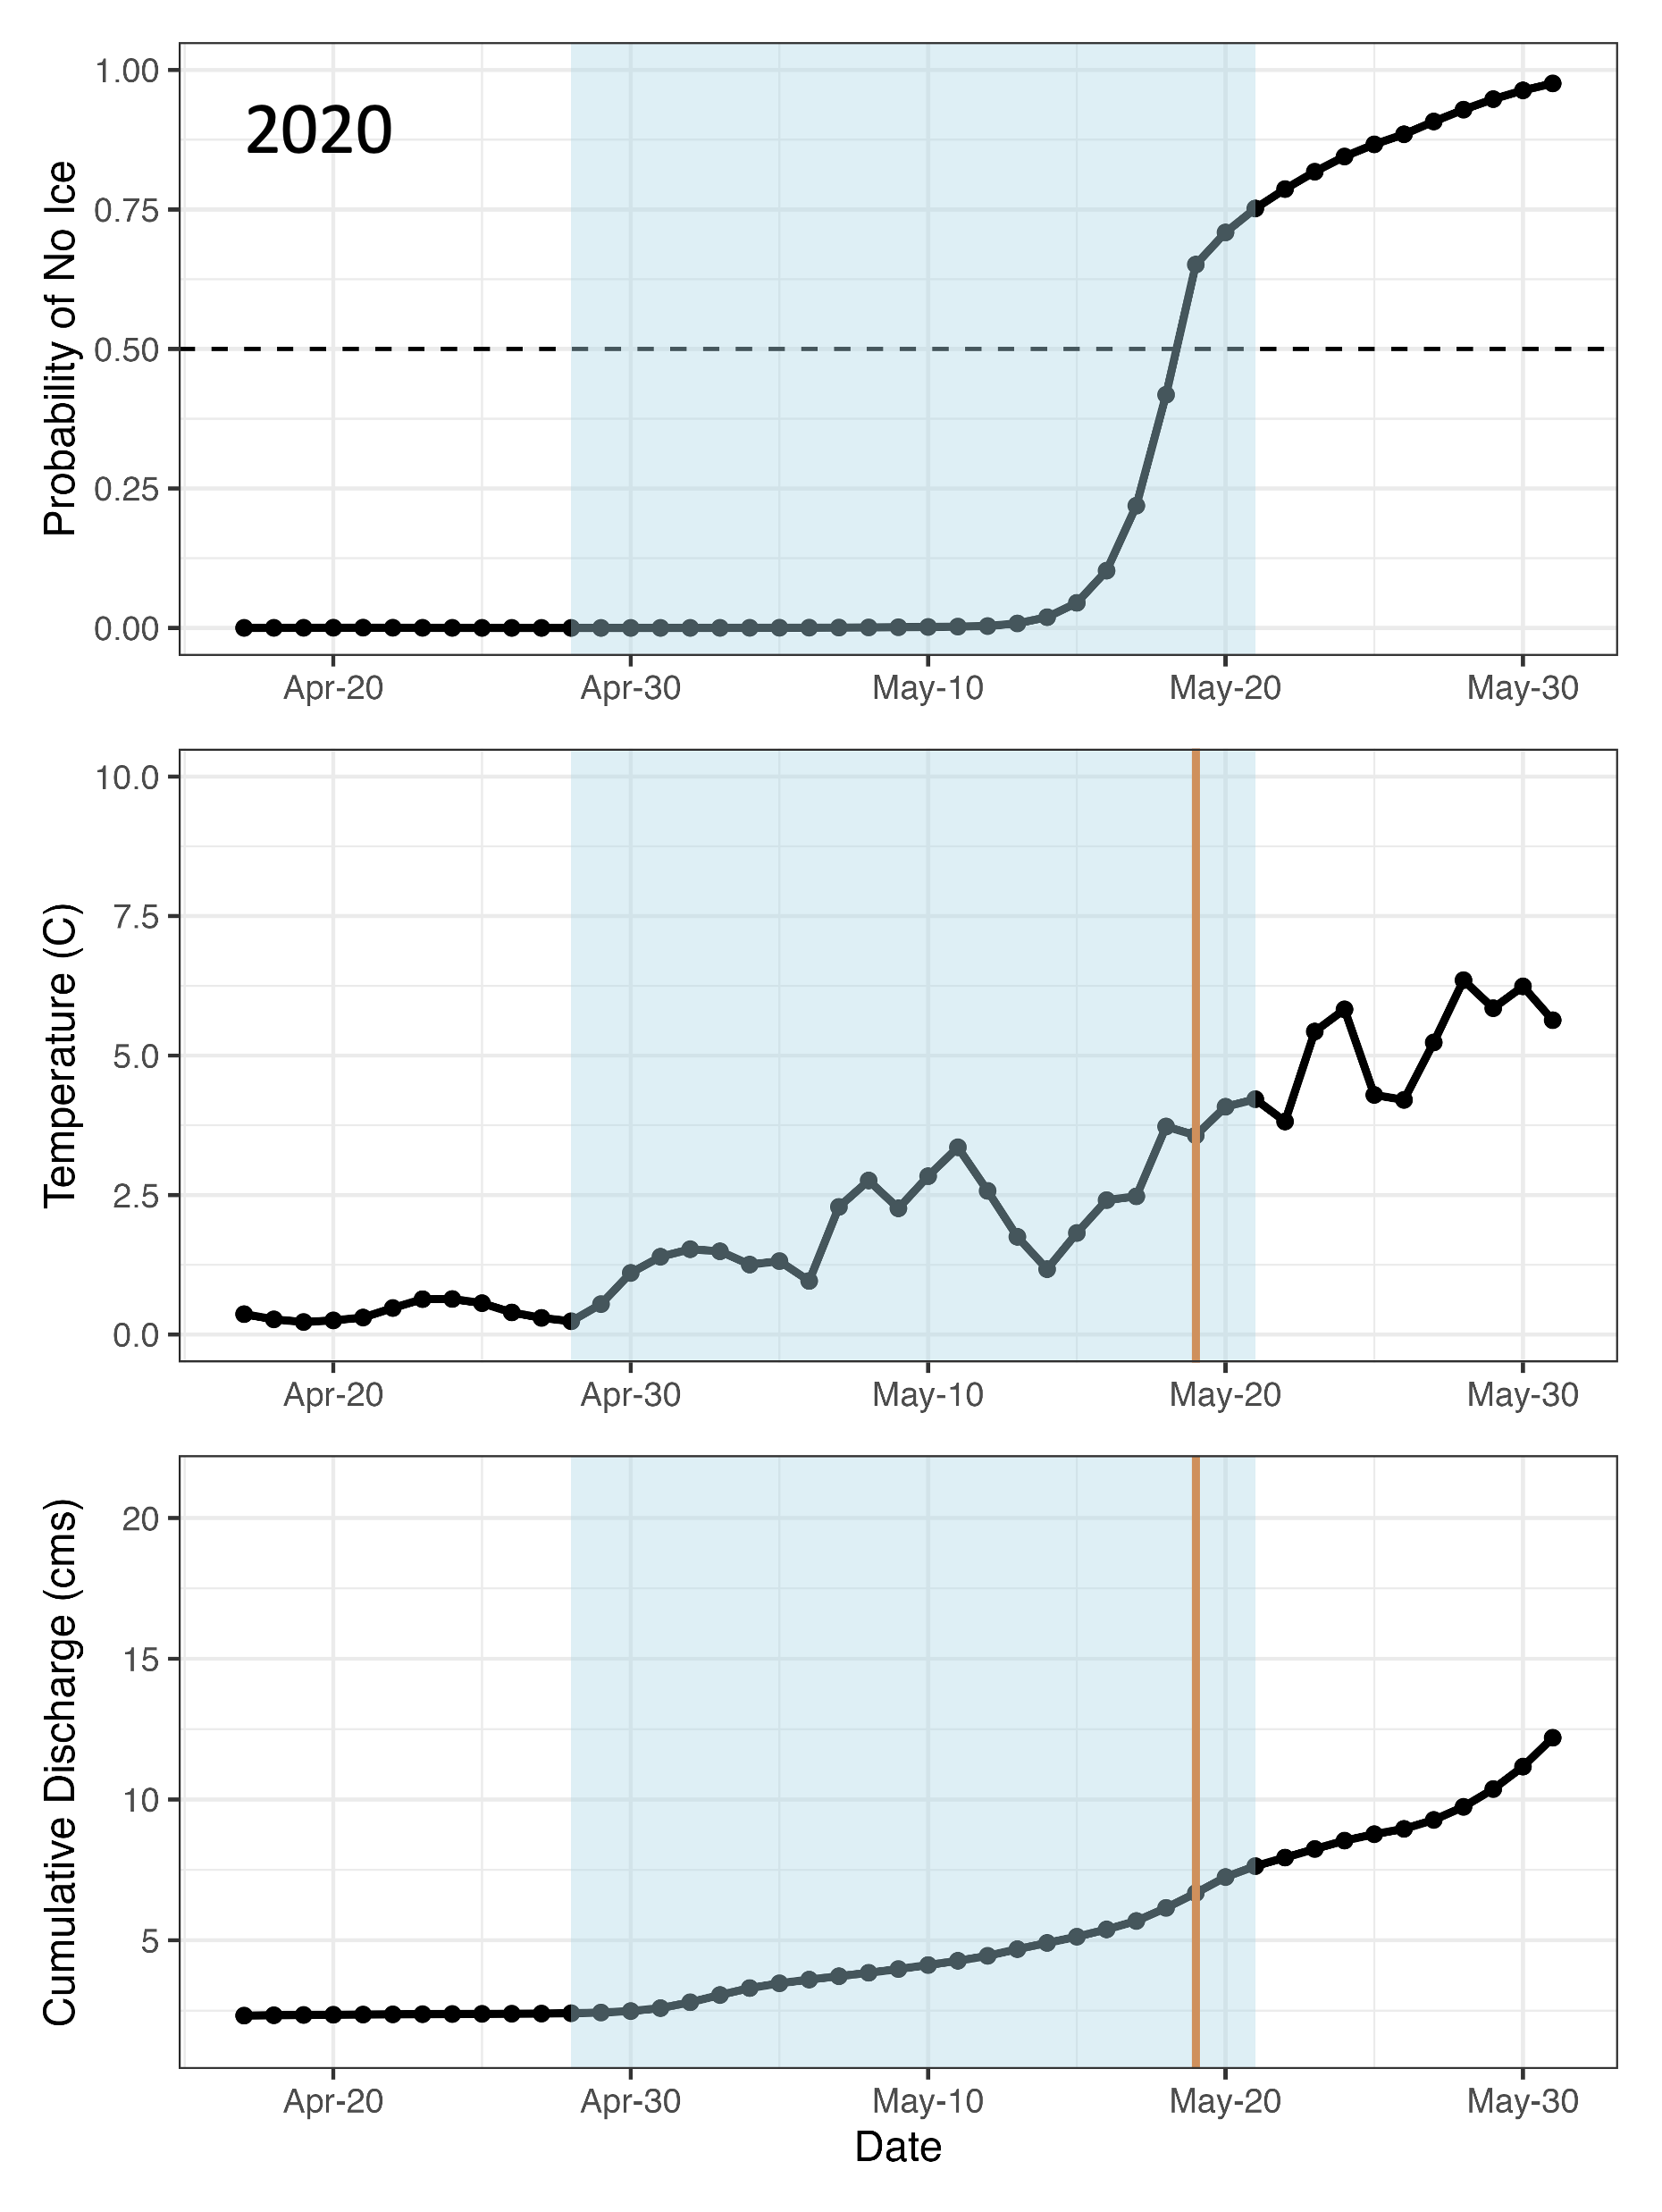 2020
Probability of No Ice
1.00
0.75
0.50
0.25
0.00
Apr-20 Apr-30 May-10 May-20 May-30
Temperature (C)
10.0
7.5
5.0
2.5
0.0
Apr-20 Apr-30 May-10 May-20 May-30
Cumulative Discharge (cms)
20
15
10
5
Apr-20 Apr-30 May-10 May-20 May-30
Date